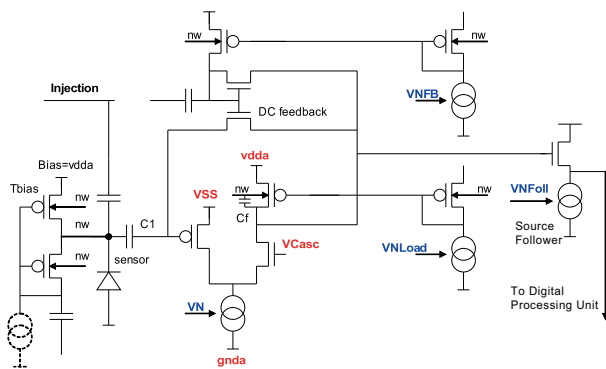 nw
nw
VNFB
Injection
DC feedback
Bias=vdda
vdda
Tbias
nw
VSS
nw
nw
VNFoll
nw
C1
Cf
Source
Follower
nw
sensor
VCasc
VNLoad
To Digital
Processing Unit
VN
gnda